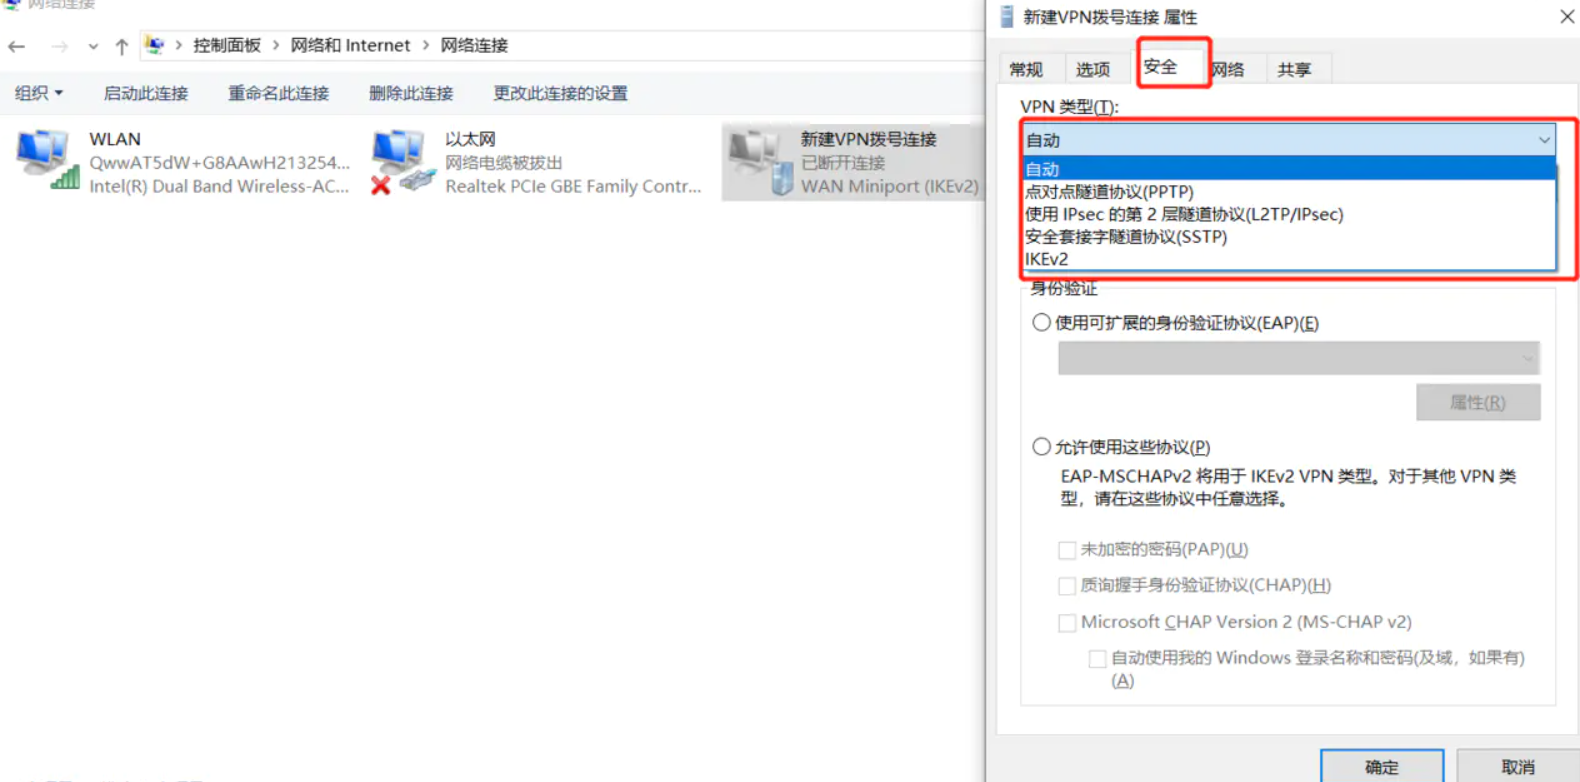 网络连接
控制面板 > 网络和 Internet > 网络连接
组织 启动此连接 重命名此连接 删除此连接 更改此连接的设置
WLAN
QwwAT5dW+G8AAwH213254...
Intel(R) Dual Band Wireless-AC...
以太网
网络电缆被拔出
Realtek PCIe GBE Family Contr...
新建VPN拨号连接
已断开连接
WAN Miniport (IKEv2)
新建VPN拨号连接 属性
常规 选项 安全 网络 共享
VPN 类型(T):
自动
自动
点对点隧道协议(PPTP)
使用 IPsec 的第 2 层隧道协议(L2TP/IPsec)
安全套接字隧道协议(SSTP)
IKEv2
身份验证
使用可扩展的身份验证协议(EAP)(E)
属性(R)
允许使用这些协议(P)
EAP-MSCHAPv2 将用于 IKEv2 VPN 类型。对于其他 VPN 类
型，请在这些协议中任意选择。
未加密的密码(PAP)(U)
质询握手身份验证协议(CHAP)(H)
Microsoft CHAP Version 2 (MS-CHAP v2)
自动使用我的 Windows 登录名称和密码(及域，如果有)
(A)
确定 取消